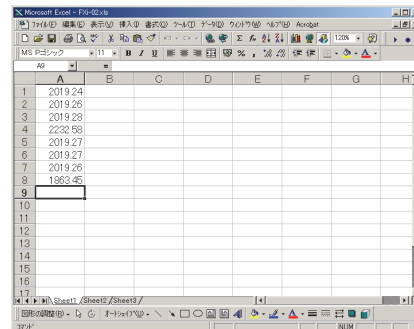 Microsoft Excel - FXi-02.xls
ファイル(F) 編集(E) 表示(V) 挿入(I) 書式(O) ツール(T) データ(D) ウィンドウ(W) ヘルプ(H) Acrobat
120%
MS Pゴシック 11 B I U % ,
A9 =
A B C D E F G H
1 2019.24
2 2019.26
3 2019.28
4 2232.58
5 2019.27
6 2019.27
7 2019.26
8 1863.45
9
10
11
12
13
14
15
16
17
Sheet1 Sheet2 Sheet3
図形の調整(R) オートシェイプ(U)
コマンド NUM